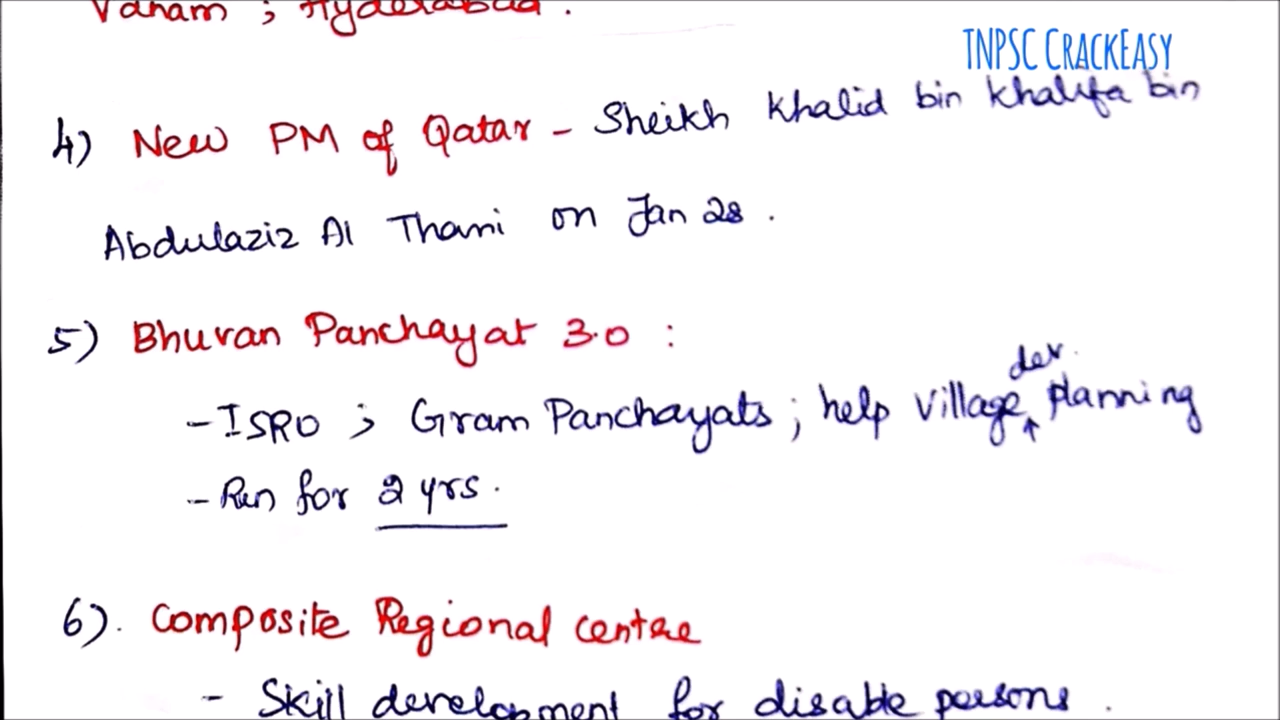 Vanam ; Hyderabad .
TNPSC CRACKEASY
4) New PM of Qatar - Sheikh Khalid bin Khalifa bin
Abdulaziz Al Thani on Jan 28 .
5) Bhuvan Panchayat 3.0 :
dev.
- ISRO ; Gram Panchayats ; help village ↑ planning
- Run for 2 yrs .
6). Composite Regional centre
- Skill development for disable persons .